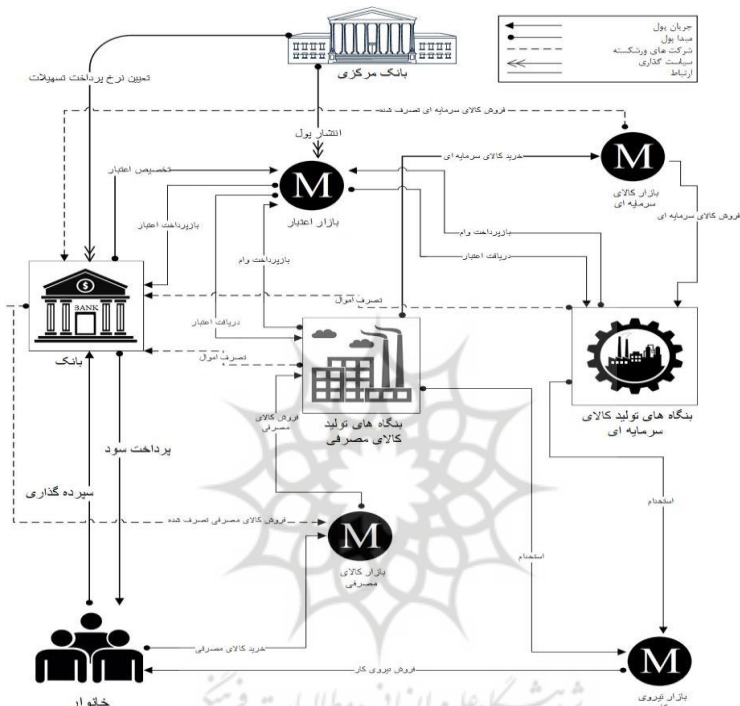 جریان پول
مبدا پول
شرکت های ورشکسته
سیاست گذاری
ارتباط
بانک مرکزی
تعیین نرخ پرداخت تسهیلات
فروش کالای سرمایه ای تصرف شده
انتشار پول
خرید کالای سرمایه ای
M
بازار کالای
سرمایه ای
تخصیص اعتبار
M
بازار اعتبار
فروش کالای سرمایه ای
بازپرداخت اعتبار
بازپرداخت وام
بازپرداخت وام
دریافت اعتبار
تصرف اموال
BANK
بانک
دریافت اعتبار
تصرف اموال
بنگاه های تولید
کالای مصرفی
بنگاه های تولید کالای
سرمایه ای
فروش کالای
مصرفی
پرداخت سود
سپرده گذاری
استخدام
فروش کالای مصرفی تصرف شده
M
بازار کالای
مصرفی
استخدام
خرید کالای مصرفی
فروش نیروی کار
M
بازار نیروی
خانوار